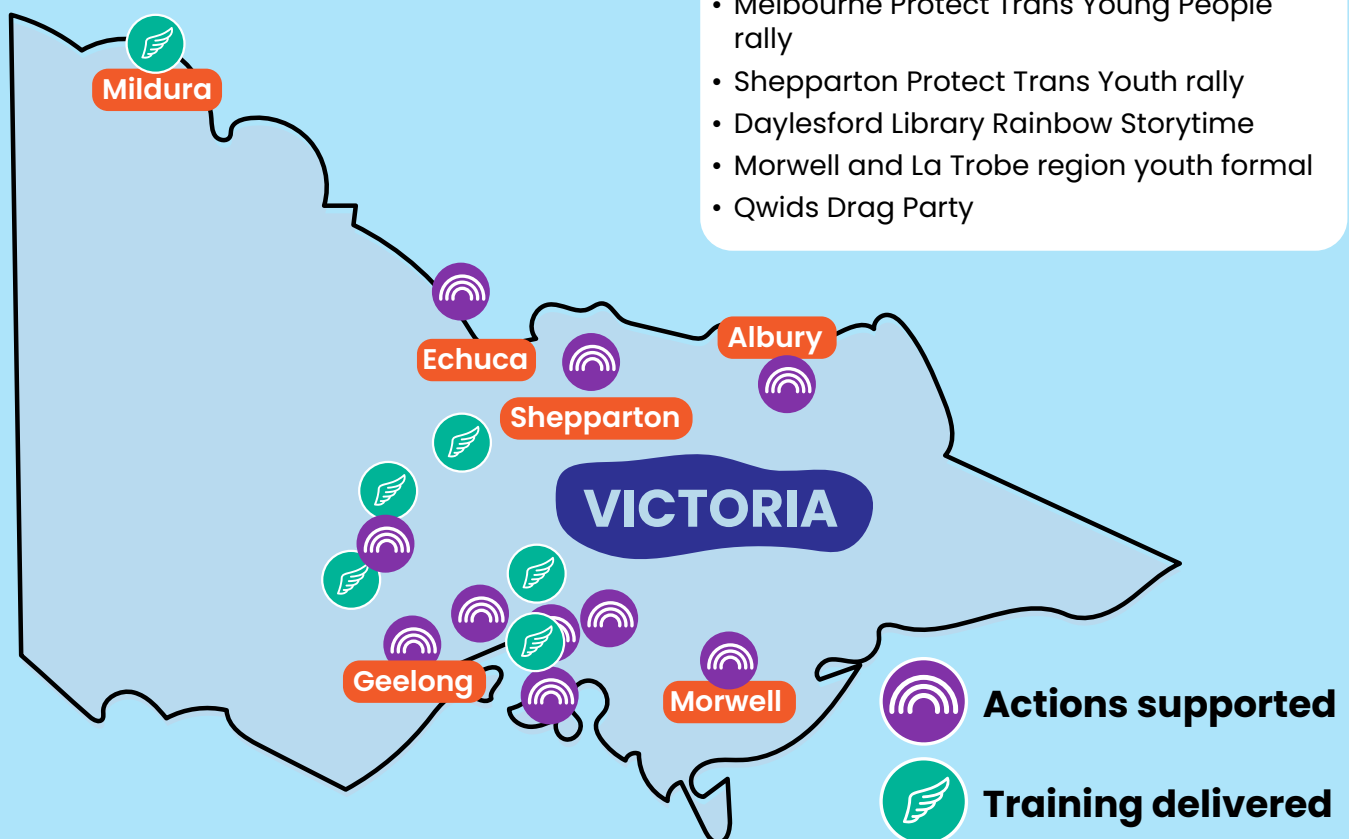 • Melbourne Protect Trans Young People
rally
• Shepparton Protect Trans Youth rally
• Daylesford Library Rainbow Storytime
• Morwell and La Trobe region youth formal
• Qwids Drag Party
Mildura
Echuca
Albury
Shepparton
VICTORIA
Geelong
Morwell
Actions supported
Training delivered